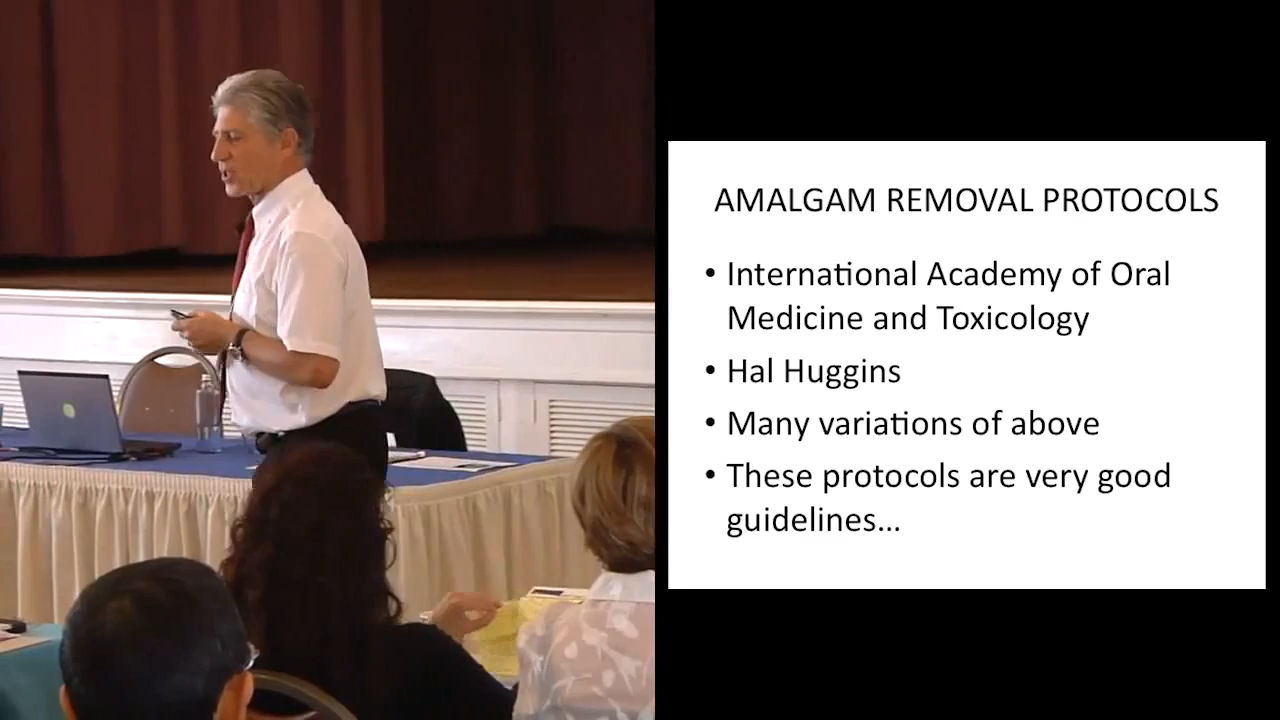 AMALGAM REMOVAL PROTOCOLS
• International Academy of Oral
Medicine and Toxicology
• Hal Huggins
• Many variations of above
• These protocols are very good
guidelines…